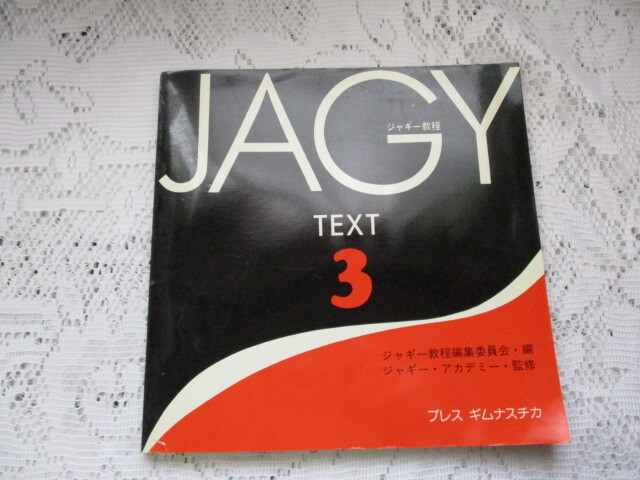 JAGY
ジャギー教程
TEXT
3
ジャギー教程編集委員会・編
ジャギー・アカデミー・監修
プレス ギムナスチカ